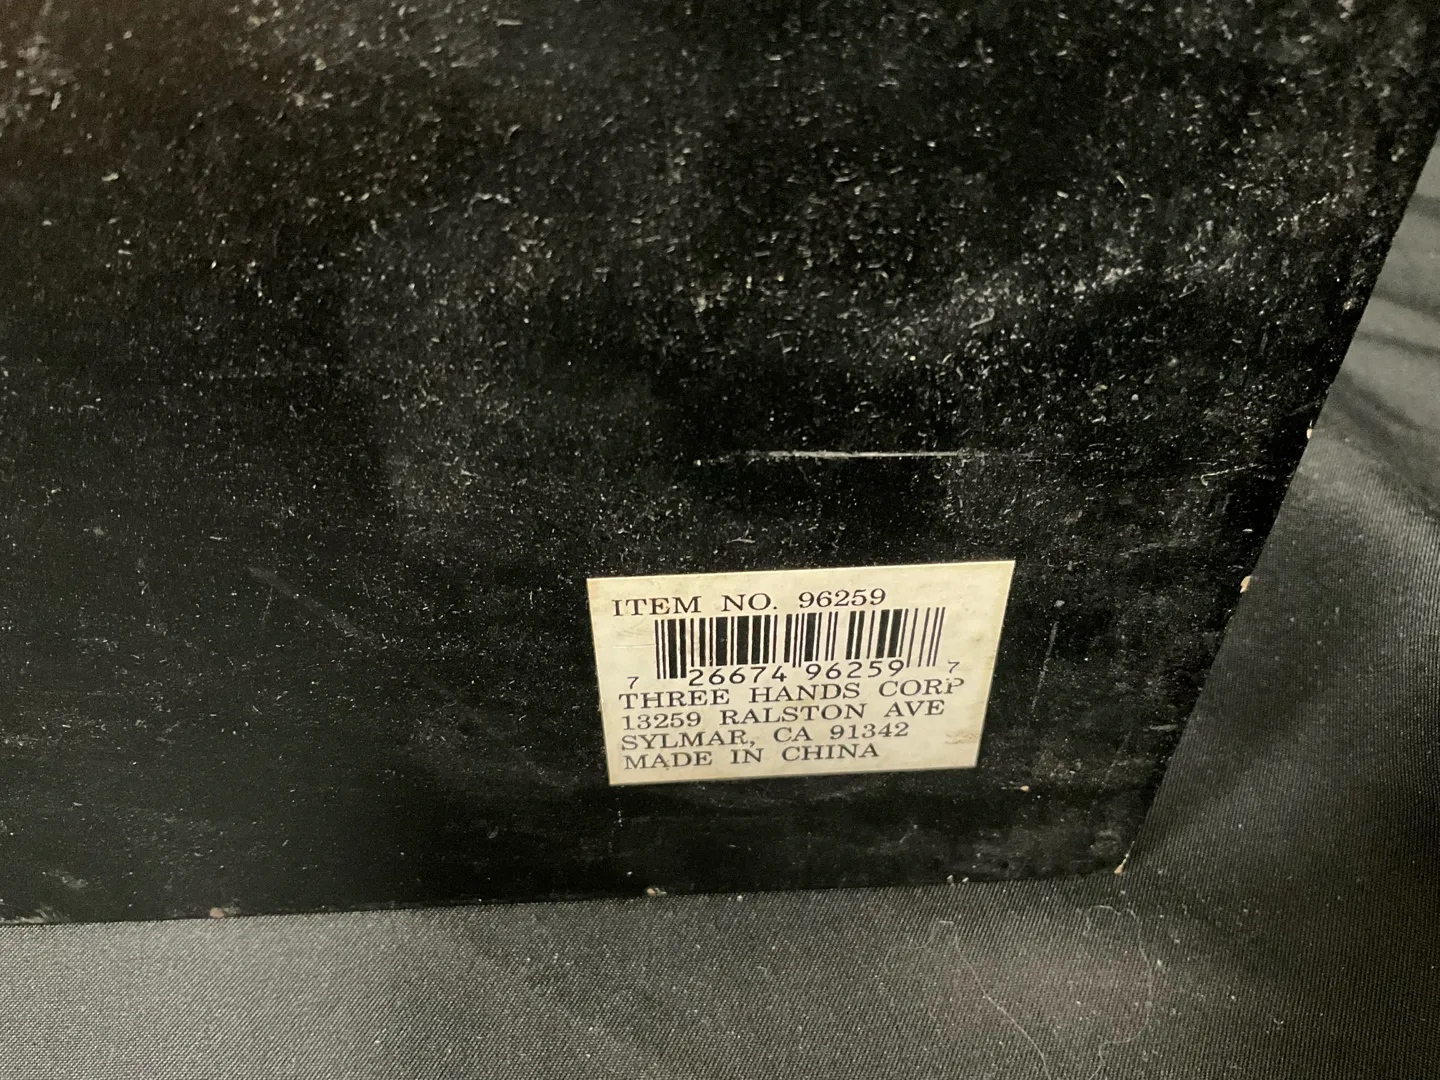 ITEM NO. 96259
7 26674 96259 7
THREE HANDS CORP
13259 RALSTON AVE
SYLMAR, CA 91342
MADE IN CHINA